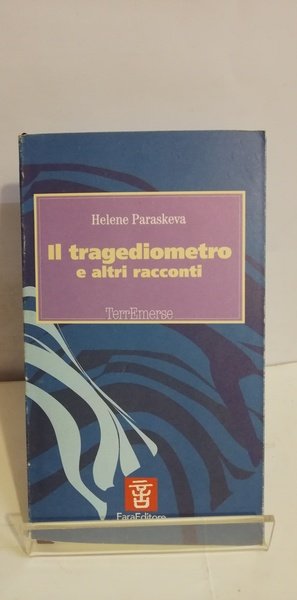 Helene Paraskeva
Il tragediometro
e altri racconti
TerrEmerse
FaraEditore